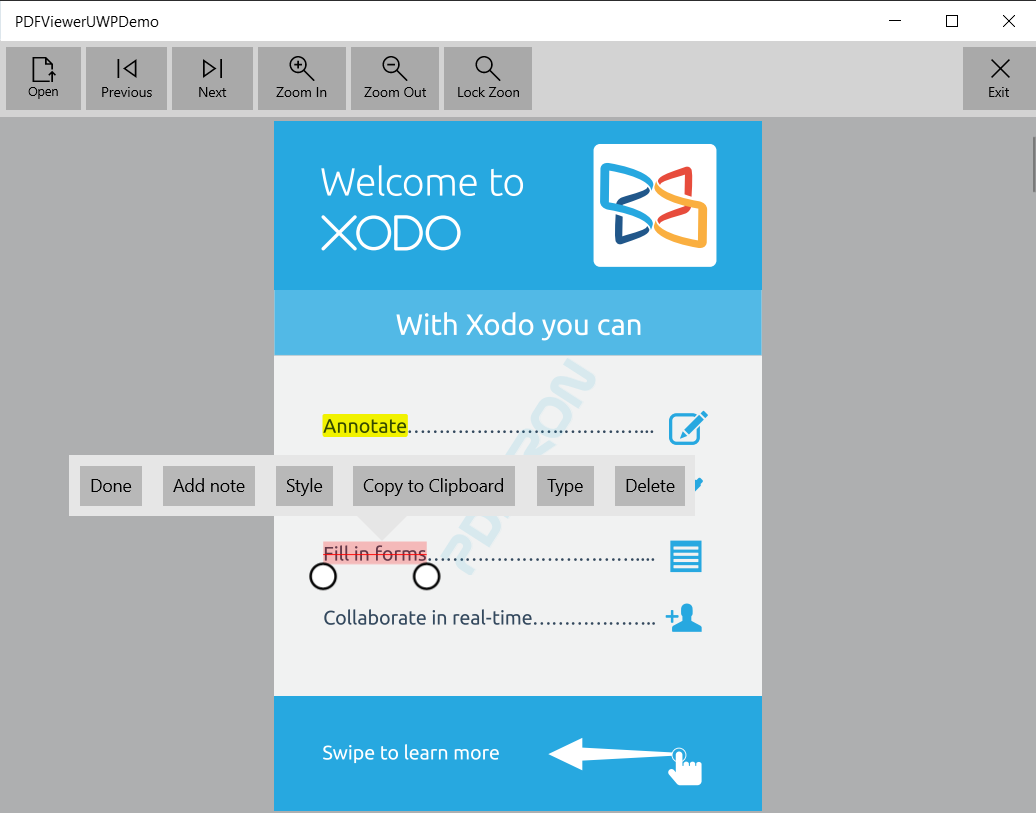 PDFViewerUWPDemo
Open
Previous
Next
Zoom In
Zoom Out
Lock Zoon
Exit
Welcome to
XODO
With Xodo you can
Annotate……………………..…………...
Done
Add note
Style
Copy to Clipboard
Type
Delete
Fill in forms………………………………...
Collaborate in real-time………………..
Swipe to learn more